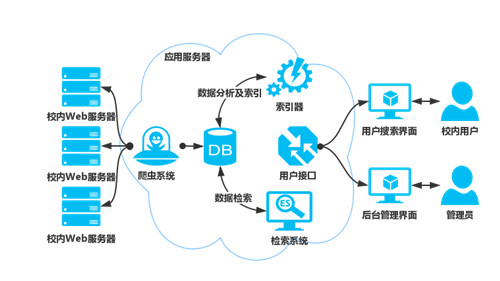 应用服务器
校内Web服务器
校内Web服务器
校内Web服务器
爬虫系统
DB
数据分析及索引
索引器
用户接口
数据检索
ES
检索系统
用户搜索界面
校内用户
后台管理界面
管理员